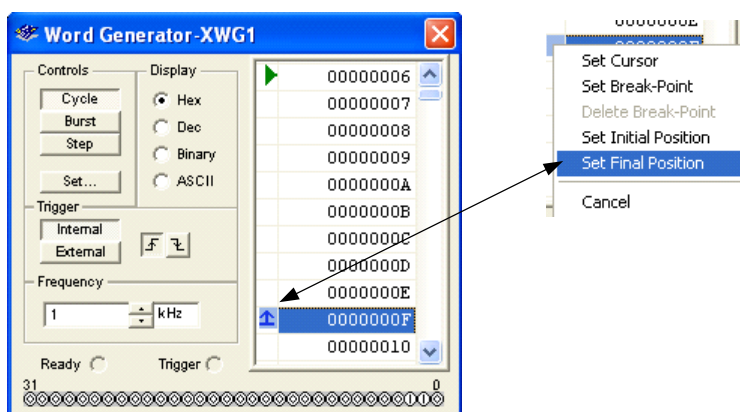 Word Generator-XWG1
Controls
Cycle
Burst
Step
Set...
Display
Hex
Dec
Binary
ASCII
Trigger
Internal
External
Frequency
1
kHz
Ready
Trigger
00000006
00000007
00000008
00000009
0000000A
0000000B
0000000C
0000000D
0000000E
0000000F
00000010
31
0
0000000E
0000000F
Set Cursor
Set Break-Point
Delete Break-Point
Set Initial Position
Set Final Position
Cancel